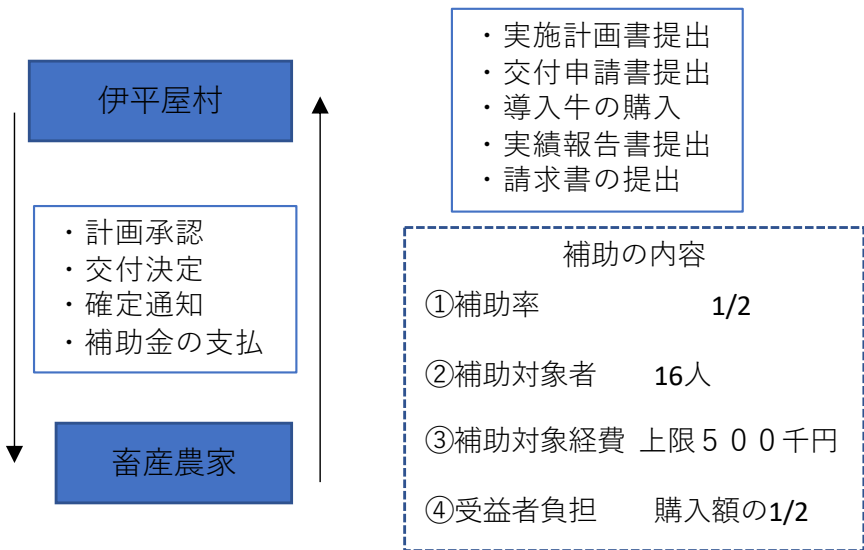 伊平屋村
・計画承認
・交付決定
・確定通知
・補助金の支払
畜産農家
・実施計画書提出
・交付申請書提出
・導入牛の購入
・実績報告書提出
・請求書の提出
補助の内容
①補助率 1/2
②補助対象者 16人
③補助対象経費 上限５００千円
④受益者負担 購入額の1/2